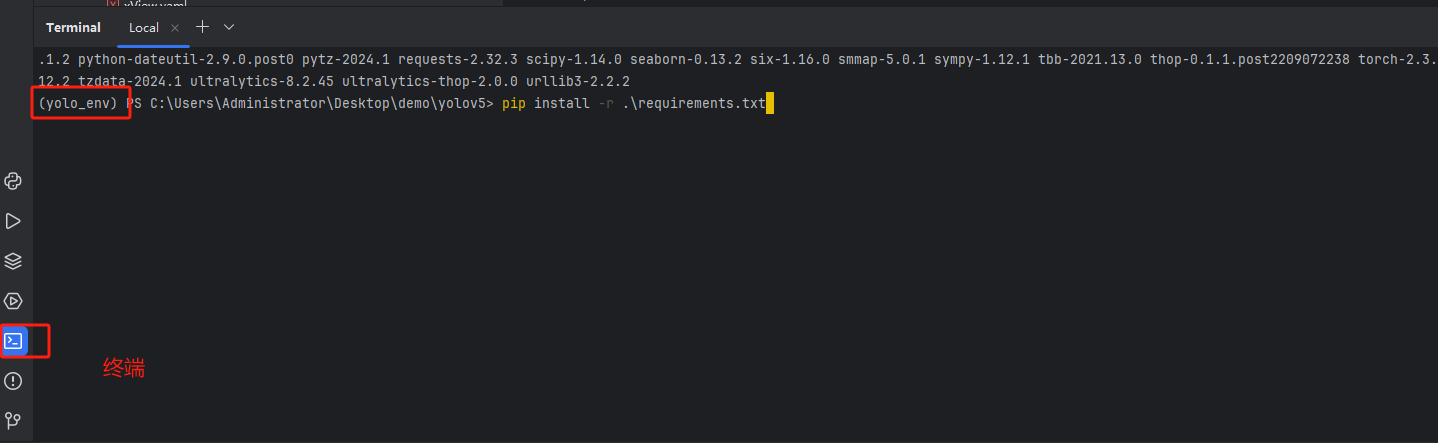 xView.yaml
Terminal Local
.1.2 python-dateutil-2.9.0.post0 pytz-2024.1 requests-2.32.3 scipy-1.14.0 seaborn-0.13.2 six-1.16.0 smmap-5.0.1 sympy-1.12.1 tbb-2021.13.0 thop-0.1.1.post2209072238 torch-2.3.
12.2 tzdata-2024.1 ultralytics-8.2.45 ultralytics-thop-2.0.0 urllib3-2.2.2
(yolo_env) PS C:\Users\Administrator\Desktop\demo\yolov5> pip install -r .\requirements.txt
终端